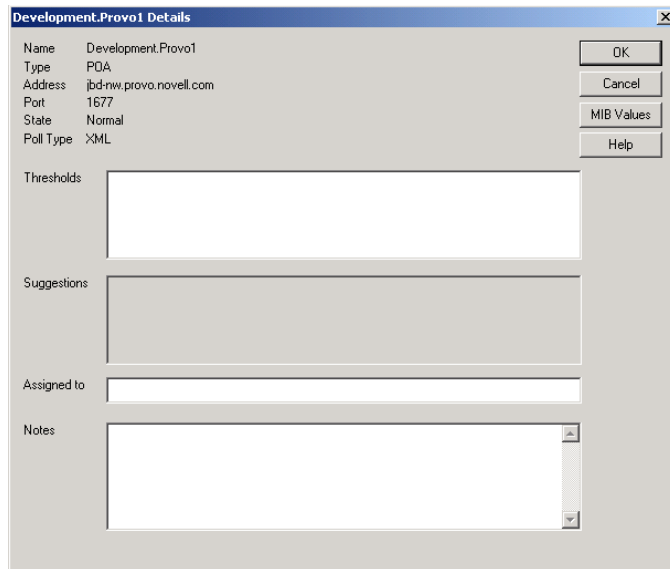 Development.Provo1 Details
Name Development.Provo1
Type POA
Address jbd-nw.provo.novell.com
Port 1677
State Normal
Poll Type XML
OK
Cancel
MIB Values
Help
Thresholds
Suggestions
Assigned to
Notes